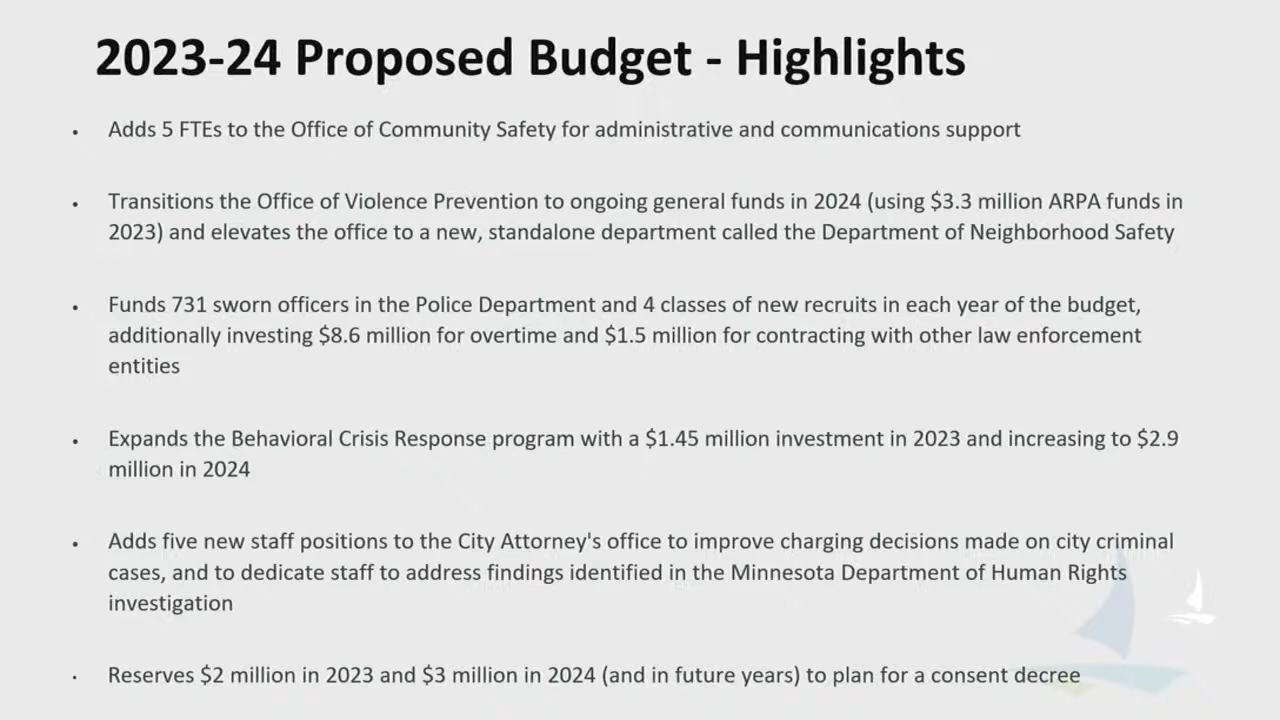 2023-24 Proposed Budget - Highlights
• Adds 5 FTEs to the Office of Community Safety for administrative and communications support
• Transitions the Office of Violence Prevention to ongoing general funds in 2024 (using $3.3 million ARPA funds in
2023) and elevates the office to a new, standalone department called the Department of Neighborhood Safety
• Funds 731 sworn officers in the Police Department and 4 classes of new recruits in each year of the budget,
additionally investing $8.6 million for overtime and $1.5 million for contracting with other law enforcement
entities
• Expands the Behavioral Crisis Response program with a $1.45 million investment in 2023 and increasing to $2.9
million in 2024
• Adds five new staff positions to the City Attorney's office to improve charging decisions made on city criminal
cases, and to dedicate staff to address findings identified in the Minnesota Department of Human Rights
investigation
• Reserves $2 million in 2023 and $3 million in 2024 (and in future years) to plan for a consent decree